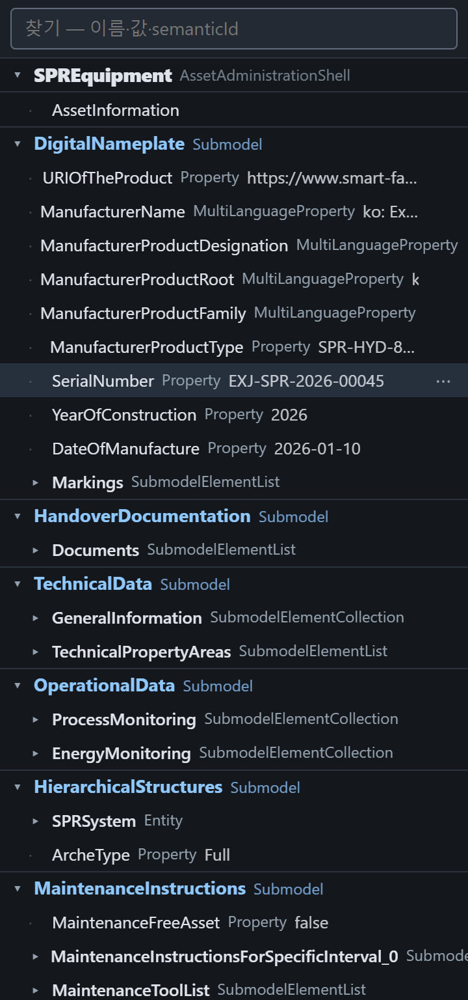 찾기 — 이름·값·semanticId
SPREquipment AssetAdministrationShell
AssetInformation
DigitalNameplate Submodel
URIOfTheProduct Property https://www.smart-fa...
ManufacturerName MultiLanguageProperty ko: Ex...
ManufacturerProductDesignation MultiLanguageProperty
ManufacturerProductRoot MultiLanguageProperty k
ManufacturerProductFamily MultiLanguageProperty
ManufacturerProductType Property SPR-HYD-8...
SerialNumber Property EXJ-SPR-2026-00045 ...
YearOfConstruction Property 2026
DateOfManufacture Property 2026-01-10
Markings SubmodelElementList
HandoverDocumentation Submodel
Documents SubmodelElementList
TechnicalData Submodel
GeneralInformation SubmodelElementCollection
TechnicalPropertyAreas SubmodelElementList
OperationalData Submodel
ProcessMonitoring SubmodelElementCollection
EnergyMonitoring SubmodelElementCollection
HierarchicalStructures Submodel
SPRSystem Entity
ArcheType Property Full
MaintenanceInstructions Submodel
MaintenanceFreeAsset Property false
MaintenanceInstructionsForSpecificInterval_0 Submode
MaintenanceToolList SubmodelElementList